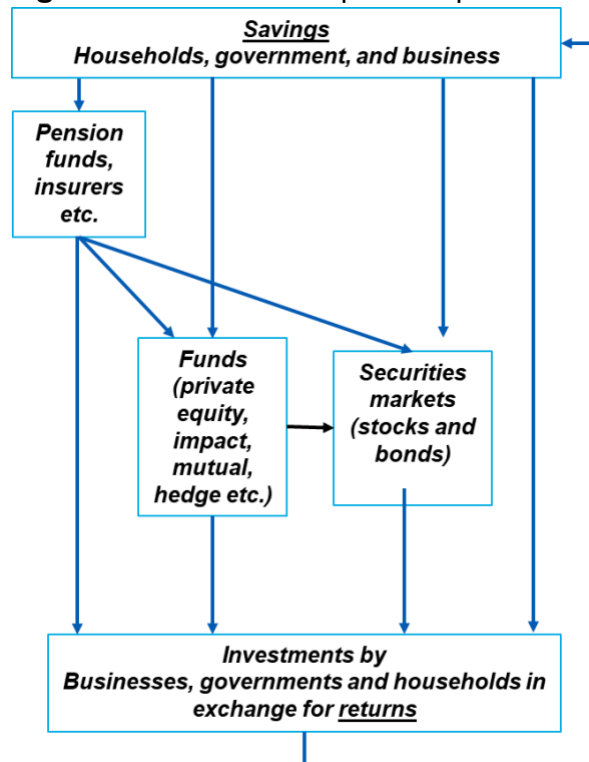 Savings
Households, government, and business
Pension
funds,
insurers
etc.
Funds
(private
equity,
impact,
mutual,
hedge etc.)
Securities
markets
(stocks and
bonds)
Investments by
Businesses, governments and households in
exchange for returns